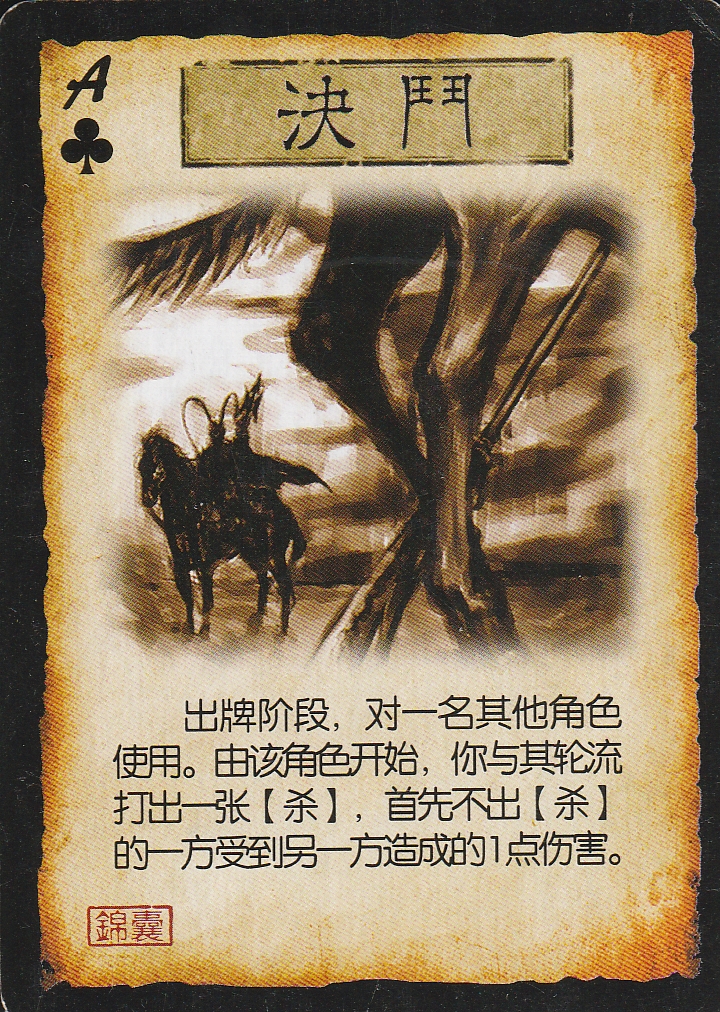 A
決鬥
出牌阶段，对一名其他角色
使用。由该角色开始，你与其轮流
打出一张【杀】，首先不出【杀】
的一方受到另一方造成的1点伤害。
錦囊